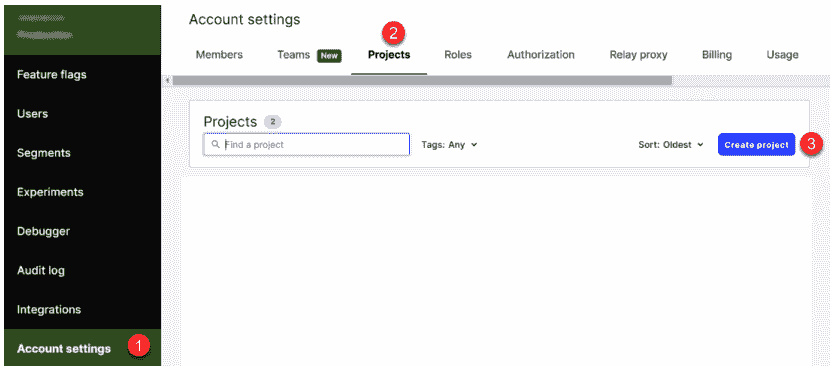 Account settings
Members Teams New Projects Roles Authorization Relay proxy Billing Usage
2
Feature flags
Users
Segments
Experiments
Debugger
Audit log
Integrations
Account settings 1
Projects 2
Find a project Tags: Any Sort: Oldest Create project 3